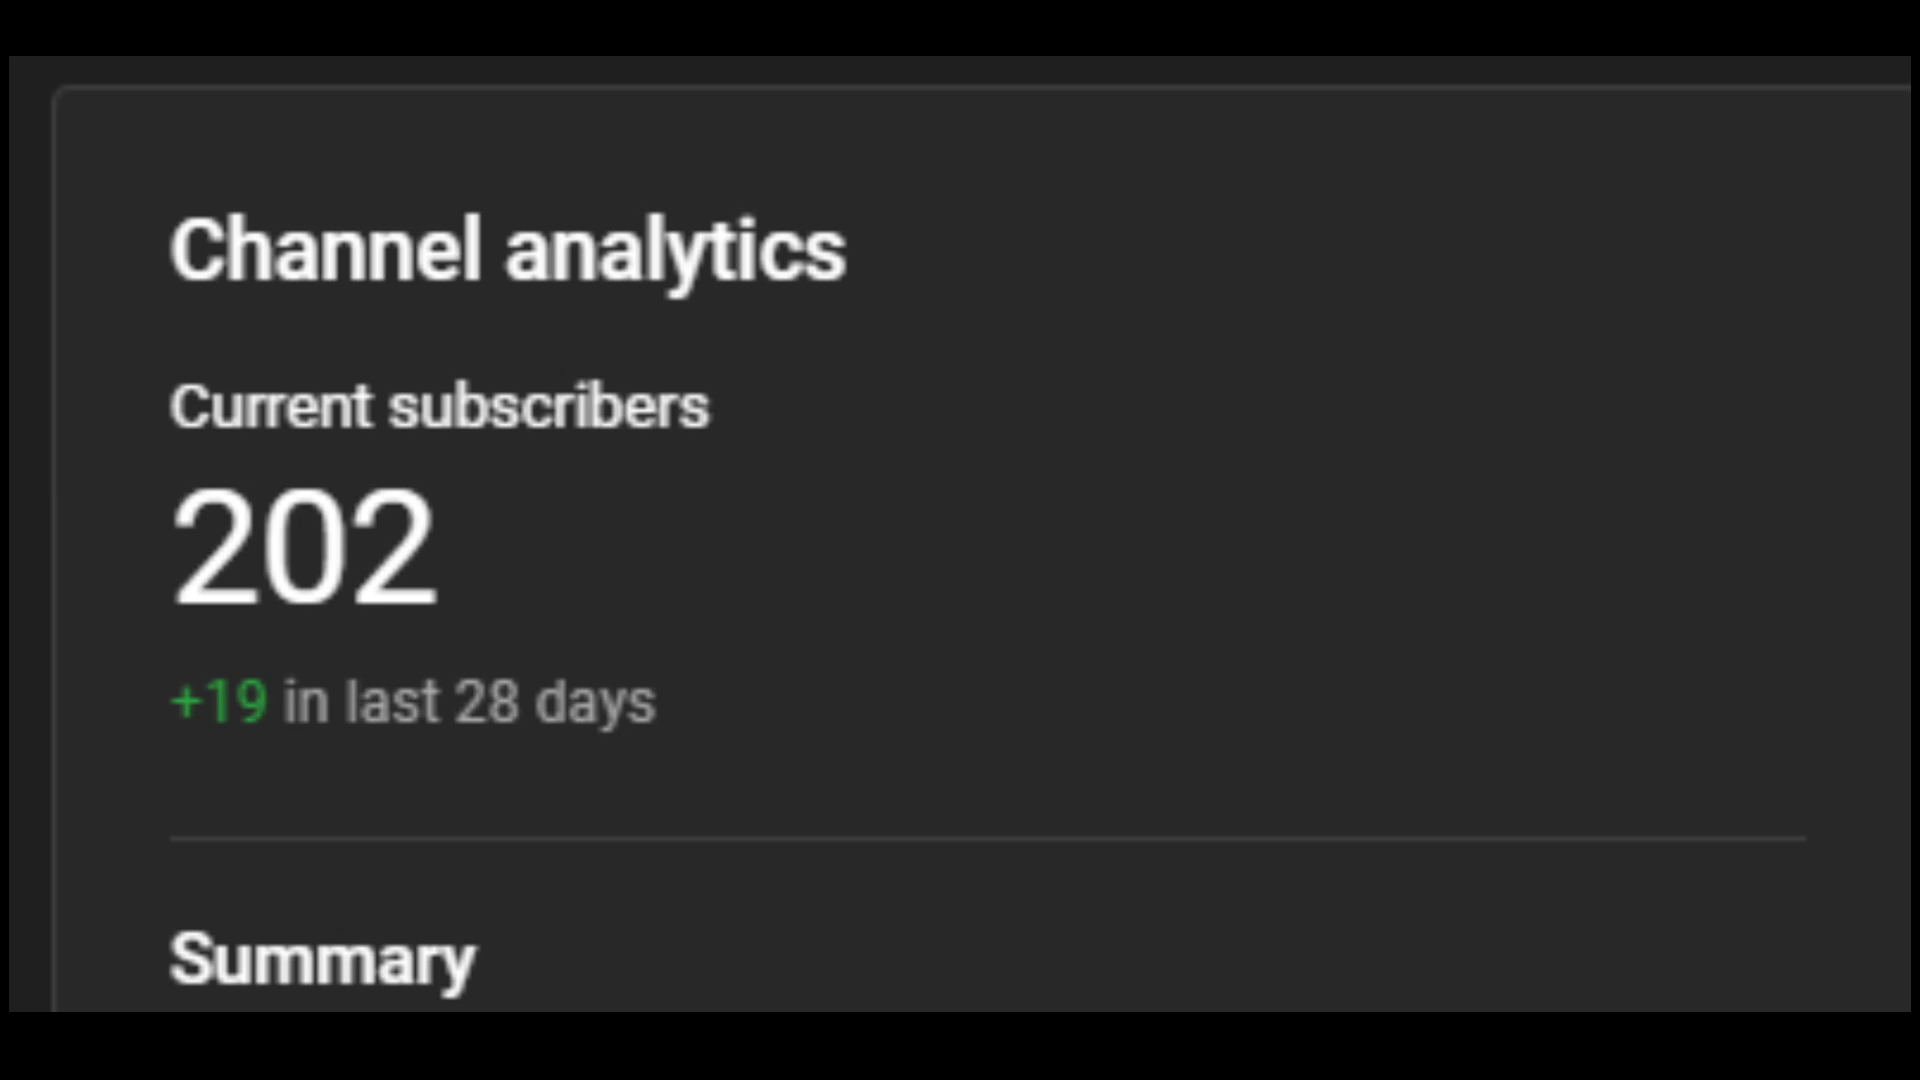 Channel analytics
Current subscribers
202
+19 in last 28 days
Summary